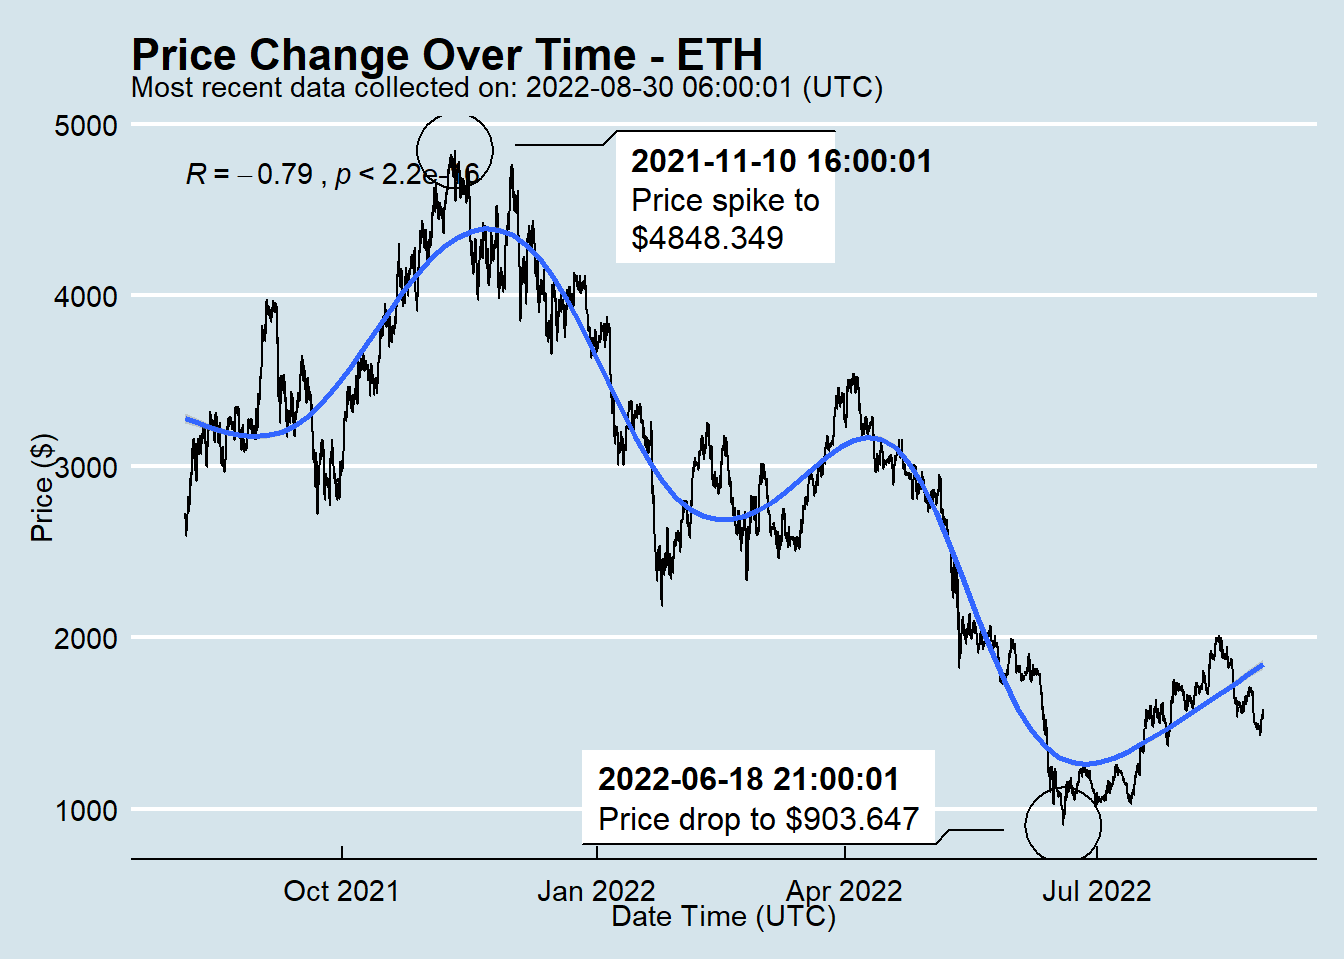 Price Change Over Time - ETH
Most recent data collected on: 2022-08-30 06:00:01 (UTC)
R = −0.79 , p < 2.2e−16
2021-11-10 16:00:01
Price spike to
$4848.349
5000
4000
3000
2000
1000
Price ($)
2022-06-18 21:00:01
Price drop to $903.647
Oct 2021
Jan 2022
Apr 2022
Jul 2022
Date Time (UTC)